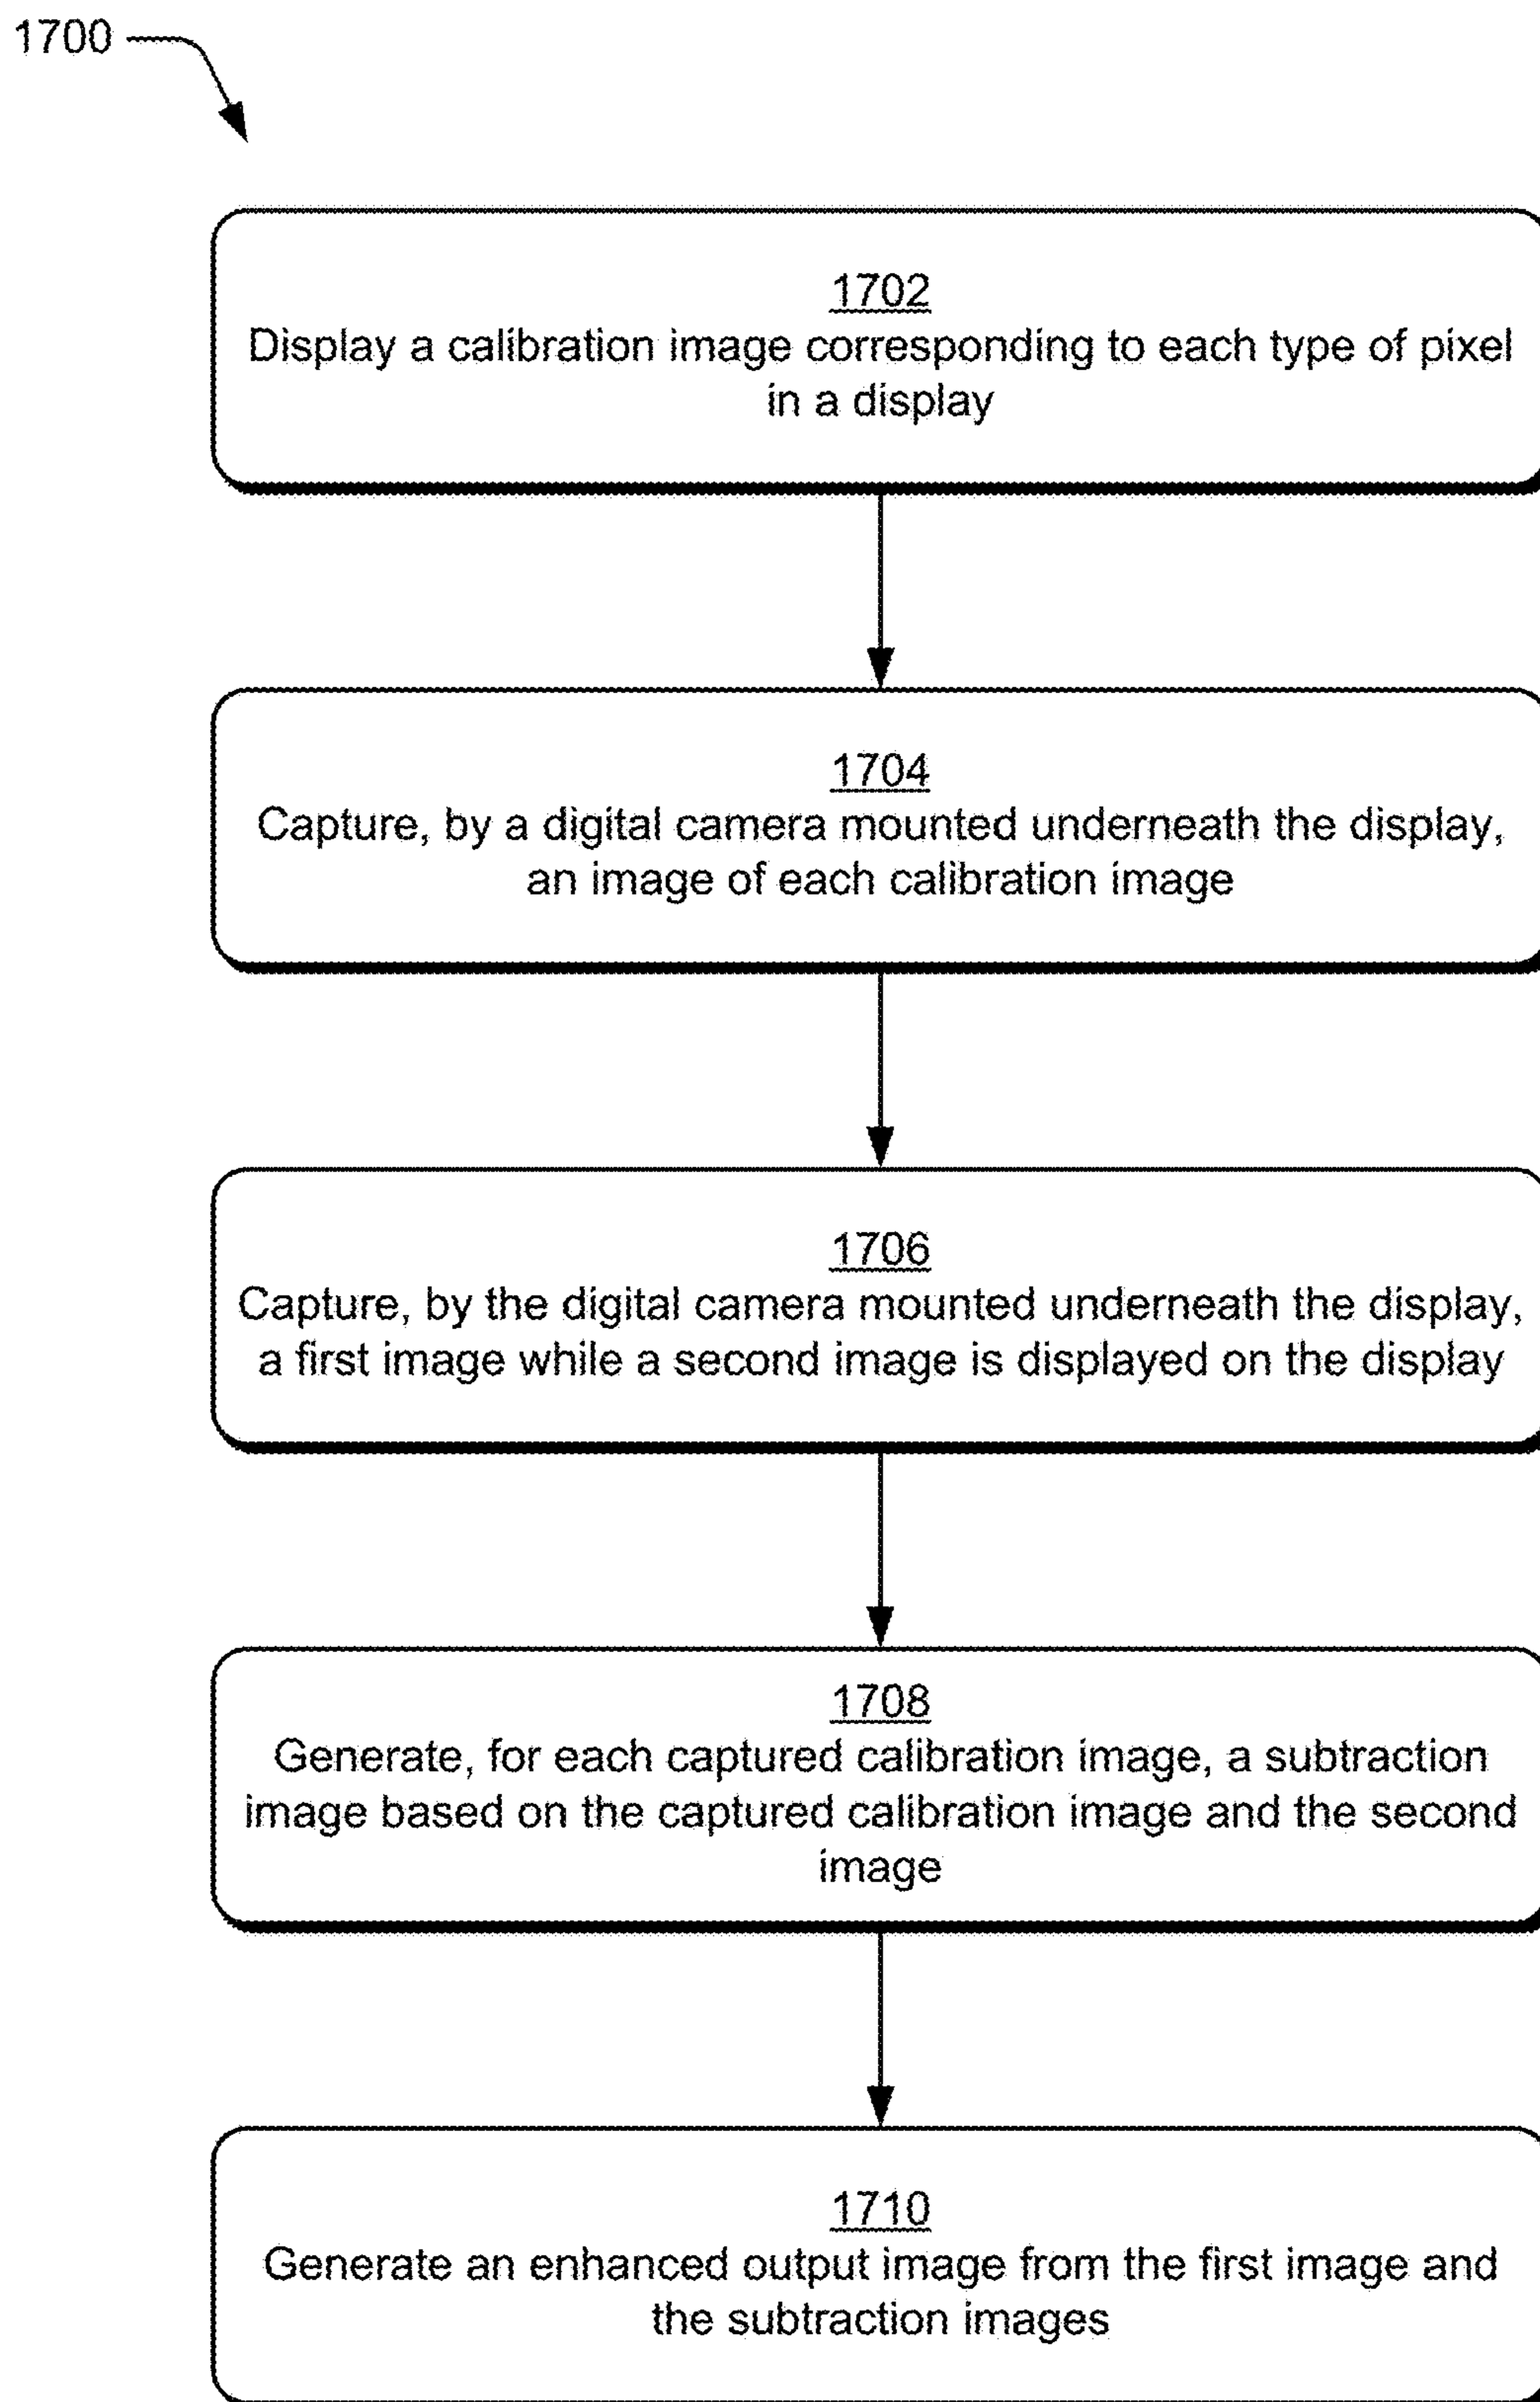 1700
1702
Display a calibration image corresponding to each type of pixel
in a display
1704
Capture, by a digital camera mounted underneath the display,
an image of each calibration image
1706
Capture, by the digital camera mounted underneath the display,
a first image while a second image is displayed on the display
1708
Generate, for each captured calibration image, a subtraction
image based on the captured calibration image and the second
image
1710
Generate an enhanced output image from the first image and
the subtraction images